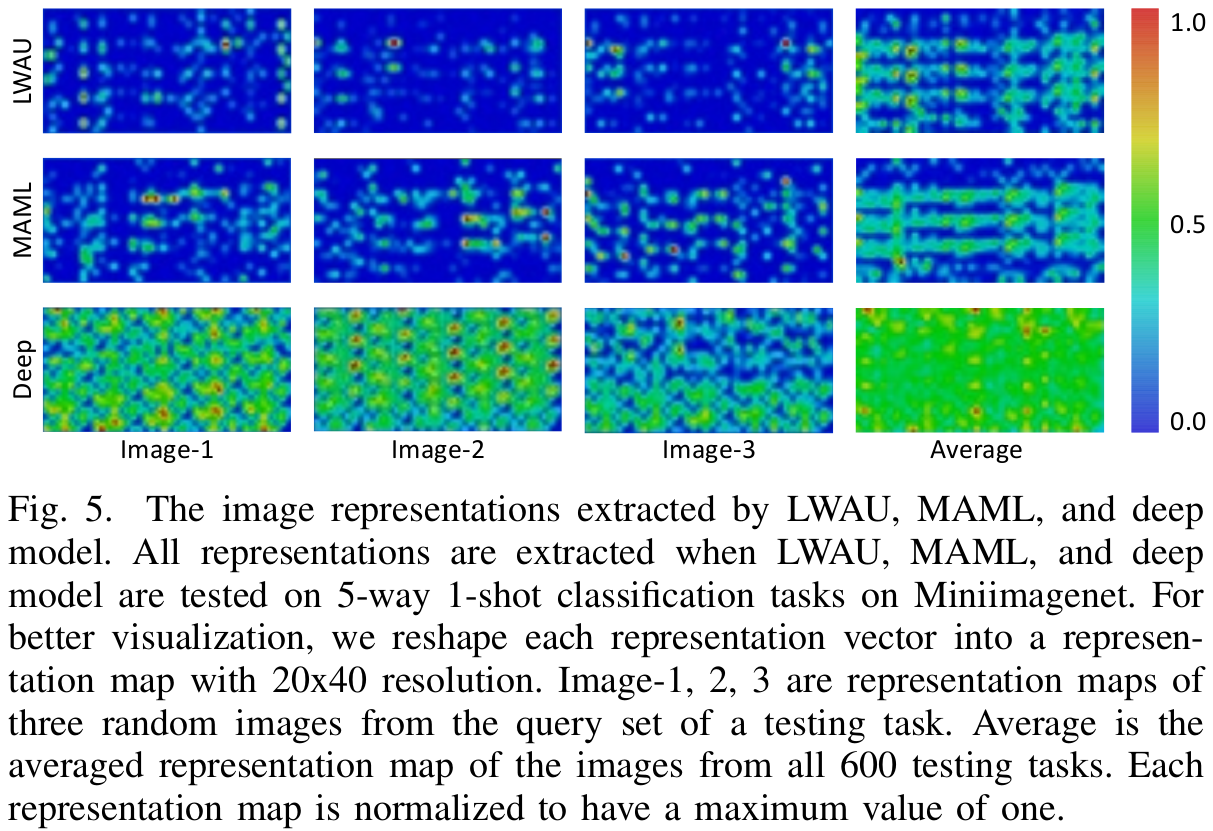 LWAU
1.0
MAML
0.5
Deep
0.0
Image-1
Image-2
Image-3
Average
Fig. 5. The image representations extracted by LWAU, MAML, and deep
model. All representations are extracted when LWAU, MAML, and deep
model are tested on 5-way 1-shot classification tasks on Miniimagenet. For
better visualization, we reshape each representation vector into a represen-
tation map with 20x40 resolution. Image-1, 2, 3 are representation maps of
three random images from the query set of a testing task. Average is the
averaged representation map of the images from all 600 testing tasks. Each
representation map is normalized to have a maximum value of one.